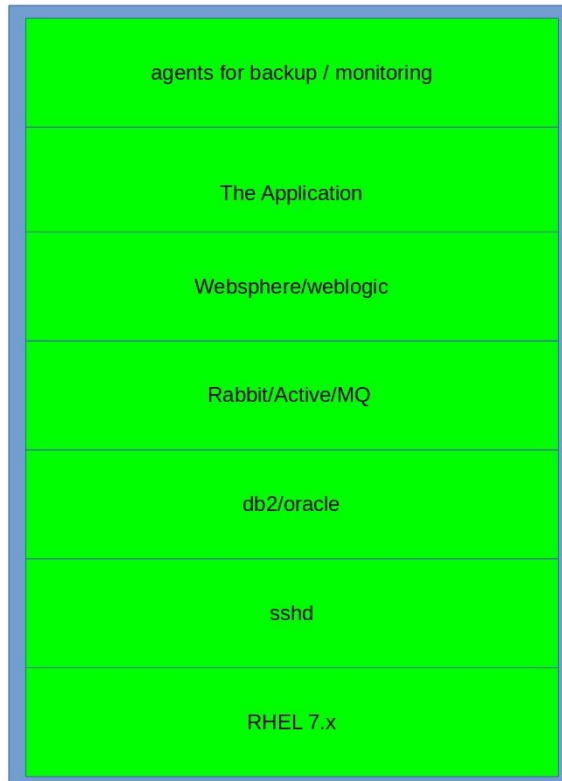 agents for backup / monitoring
The Application
Websphere/weblogic
Rabbit/Active/MQ
db2/oracle
sshd
RHEL 7.x